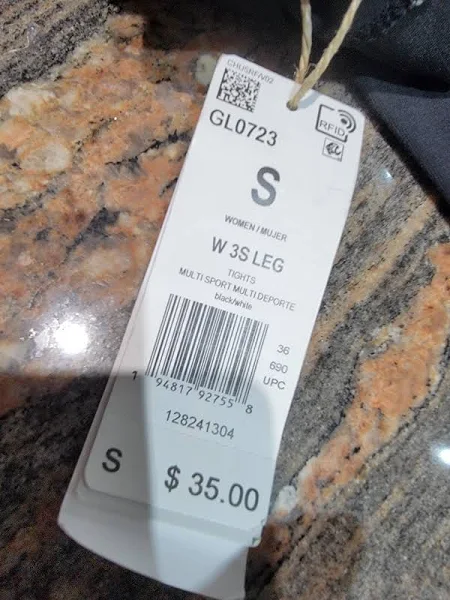 CHUSRFV02
GL0723
RFID
S
WOMEN / MUJER
W 3S LEG
TIGHTS
MULTI SPORT MULTI DEPORTE
black/white
36
690
UPC
1 94817 92755 8
128241304
S $ 35.00